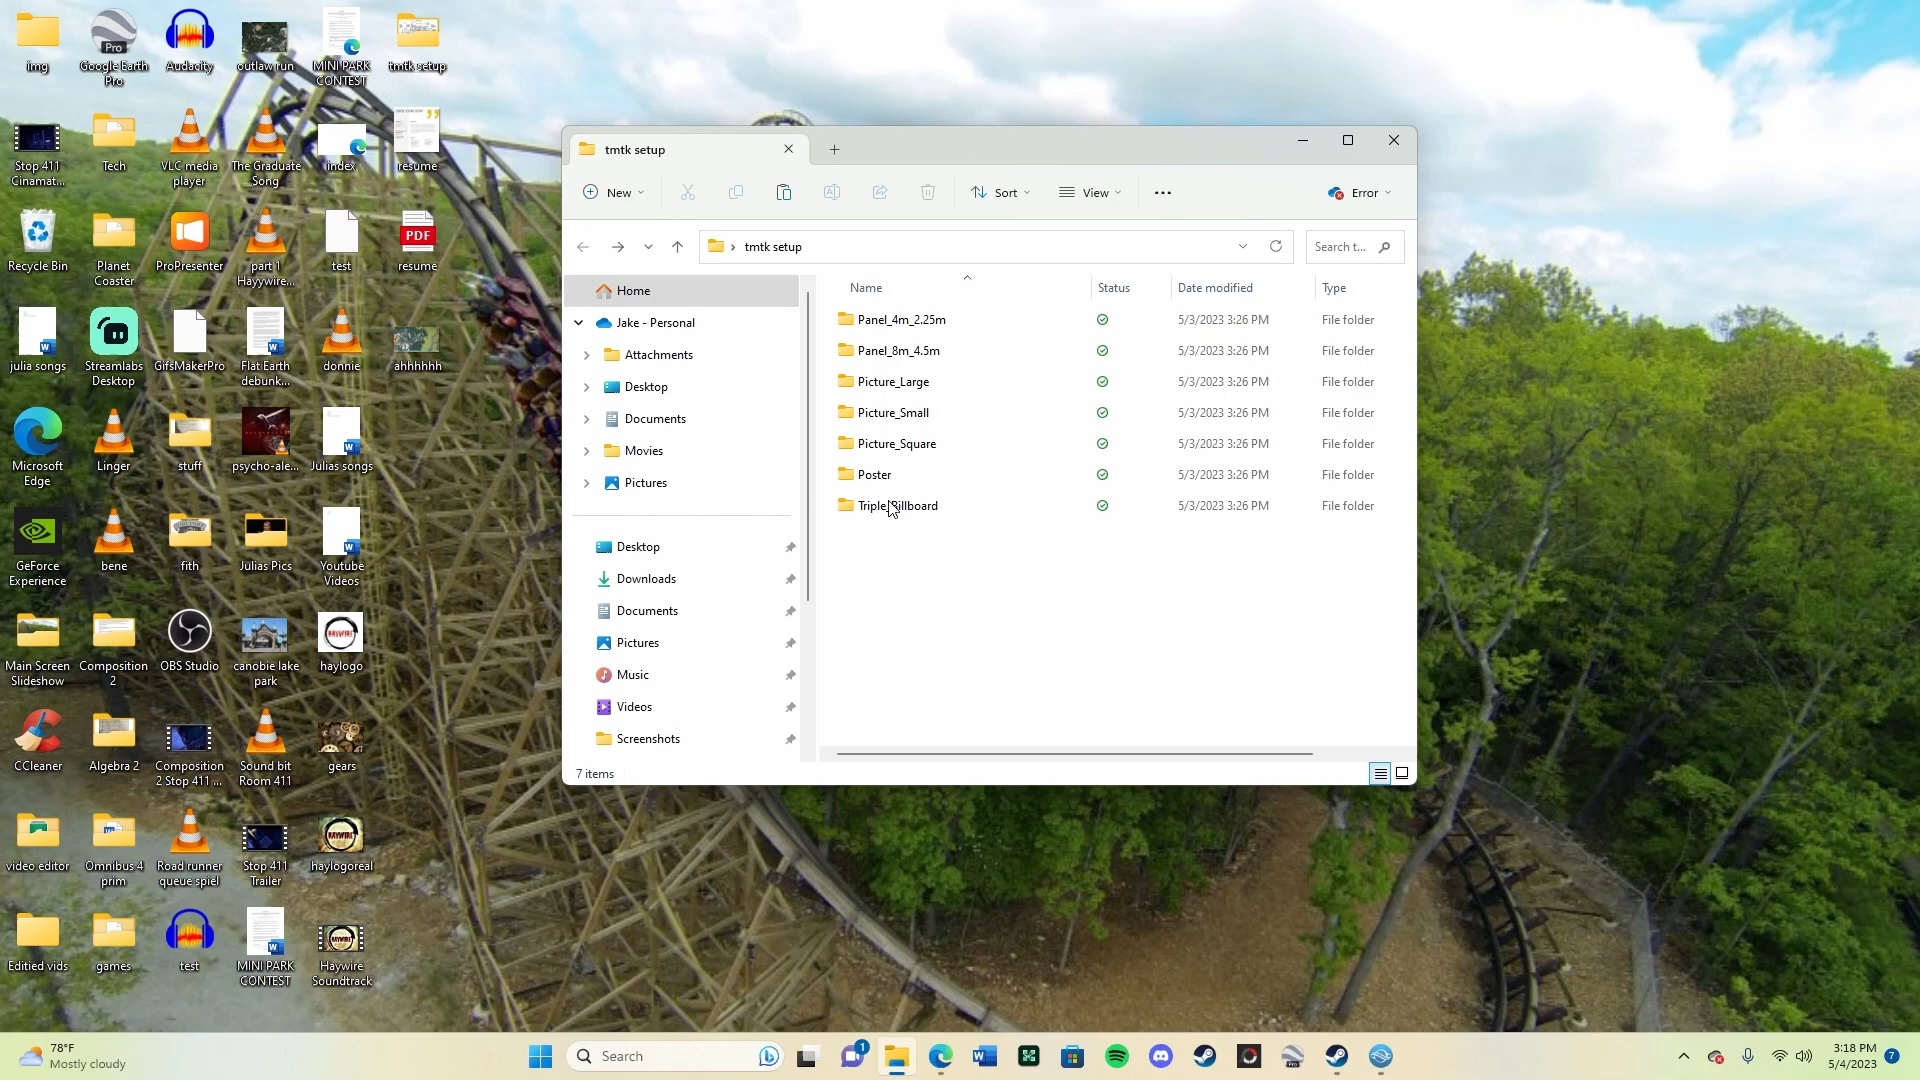 img
Google Earth
Pro
Pro
Audacity
outlaw run
MINI PARK
CONTEST
tmtk setup
Stop 411
Cinamat...
Tech
VLC media
player
The Graduate
Song
index
resume
Recycle Bin
Planet
Coaster
ProPresenter
part 1
Hayywire...
test
PDF
resume
julia songs
Streamlabs
Desktop
GifsMakerPro
Flat Earth
debunk...
donnie
ahhhhhh
Microsoft
Edge
Linger
stuff
psycho-ale...
Julias songs
GeForce
Experience
bene
fith
Julias Pics
Youtube
Videos
Main Screen
Slideshow
Composition
2
OBS Studio
canobie lake
park
HAYWIRE
haylogo
CCleaner
Algebra 2
Composition
2 Stop 411 ...
Sound bit
Room 411
gears
video editor
Omnibus 4
prim
Road runner
queue spiel
Stop 411
Trailer
HAYWIRE
haylogoreal
Editied vids
games
test
MINI PARK
CONTEST
HAYWIRE
Haywire
Soundtrack
tmtk setup
New
Sort
View
Error
tmtk setup
Search t...
Home
Jake - Personal
Attachments
Desktop
Documents
Movies
Pictures
Desktop
Downloads
Documents
Pictures
Music
Videos
Screenshots
Name Status Date modified Type
Panel_4m_2.25m 5/3/2023 3:26 PM File folder
Panel_8m_4.5m 5/3/2023 3:26 PM File folder
Picture_Large 5/3/2023 3:26 PM File folder
Picture_Small 5/3/2023 3:26 PM File folder
Picture_Square 5/3/2023 3:26 PM File folder
Poster 5/3/2023 3:26 PM File folder
Triple_Billboard 5/3/2023 3:26 PM File folder
7 items
78°F
Mostly cloudy
Search
1
3:18 PM
5/4/2023
7